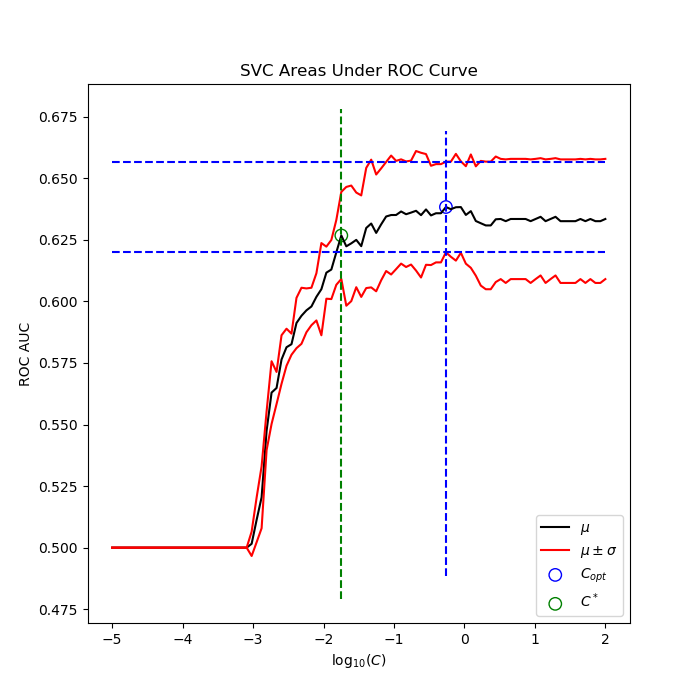 SVC Areas Under ROC Curve
ROC AUC
0.675
0.650
0.625
0.600
0.575
0.550
0.525
0.500
0.475
μ
μ ± σ
C_opt
C*
−5 −4 −3 −2 −1 0 1 2
log₁₀(C)